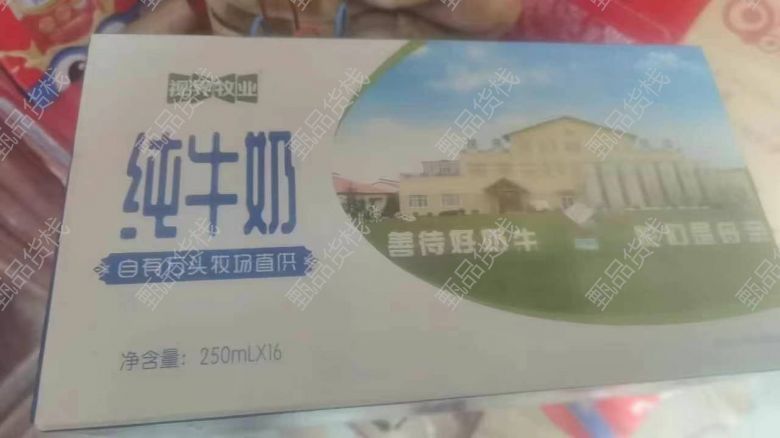 牧业
纯牛奶
自有万头牧场直供
净含量：250mLX16
善待好奶牛
甄品货栈